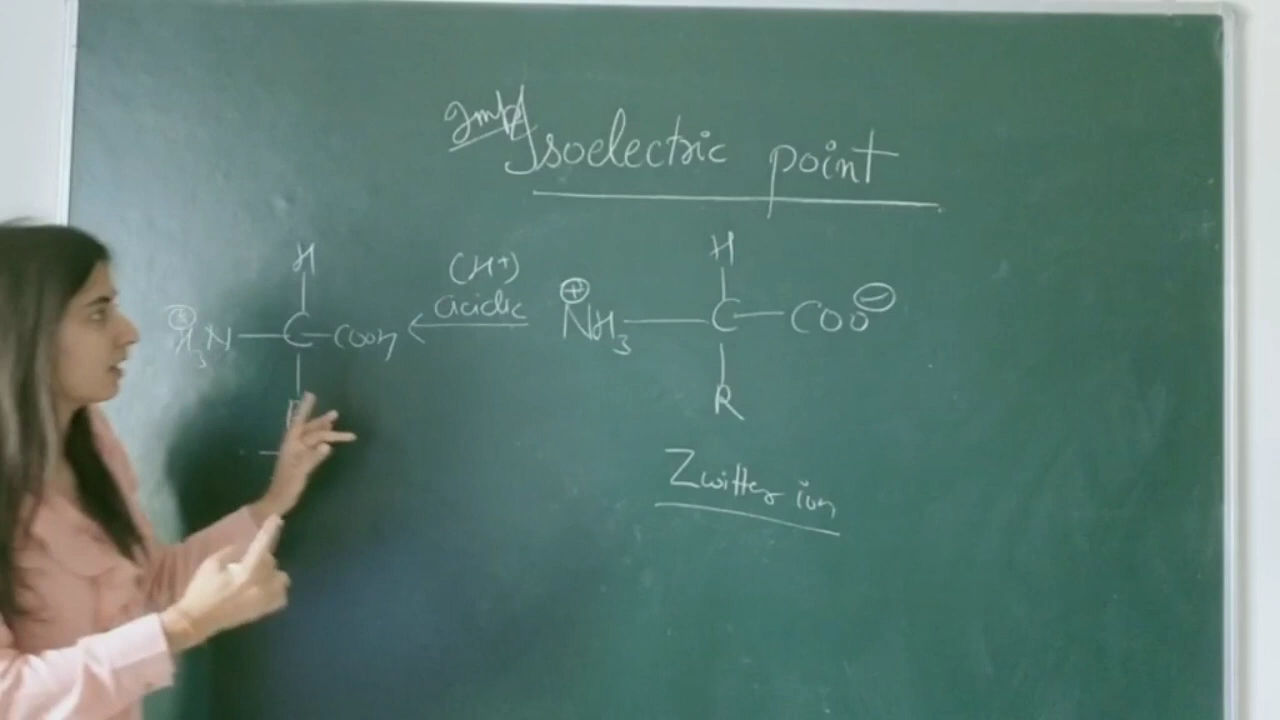 Imp Isoelectric point
H
(H+)
acidic
H
⊕
H3N — C — COOH
⊕
NH3 — C — COO⊖
R
Zwitter ion